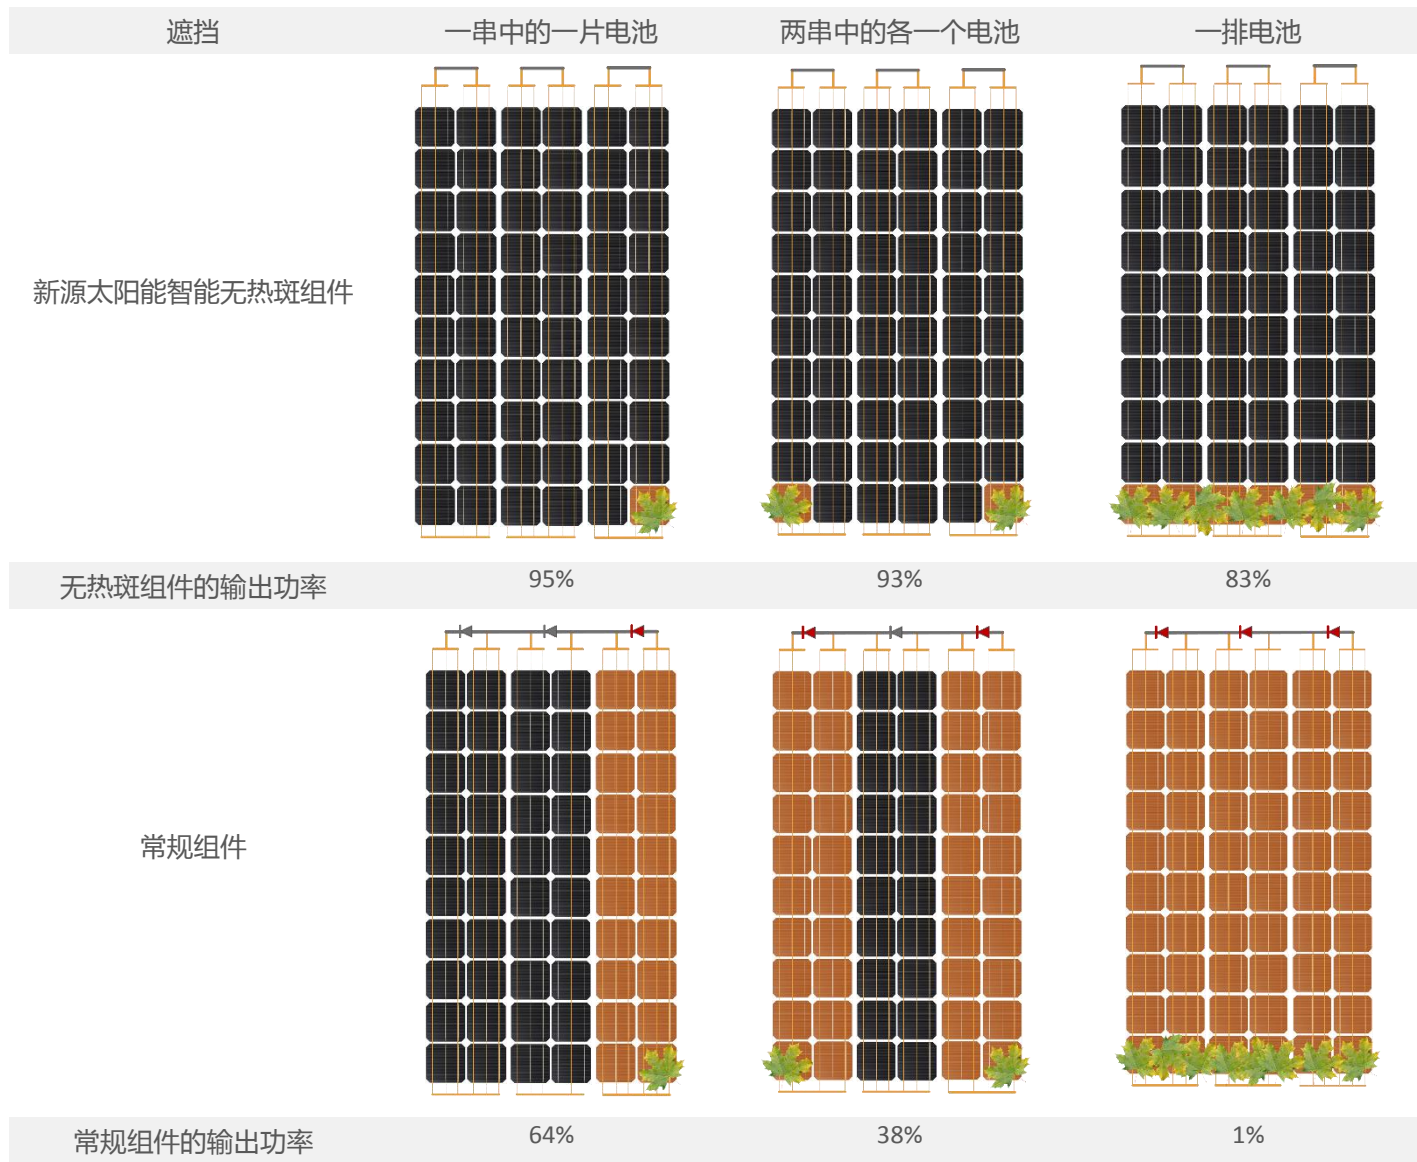 遮挡 一串中的一片电池 两串中的各一个电池 一排电池
新源太阳能智能无热斑组件
无热斑组件的输出功率 95% 93% 83%
常规组件
常规组件的输出功率 64% 38% 1%